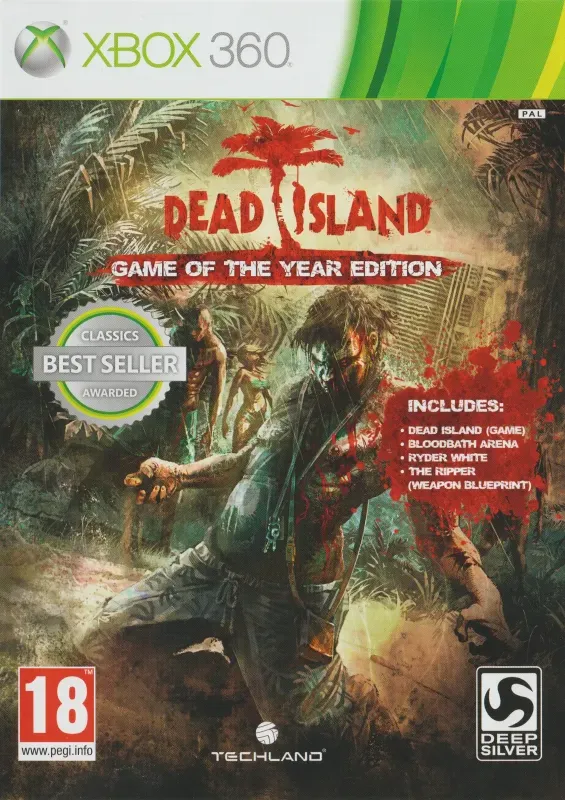 XBOX 360
PAL
DEAD ISLAND
GAME OF THE YEAR EDITION
CLASSICS
BEST SELLER
AWARDED
INCLUDES:
• DEAD ISLAND (GAME)
• BLOODBATH ARENA
• RYDER WHITE
• THE RIPPER
(WEAPON BLUEPRINT)
18
www.pegi.info
TECHLAND
DEEP
SILVER